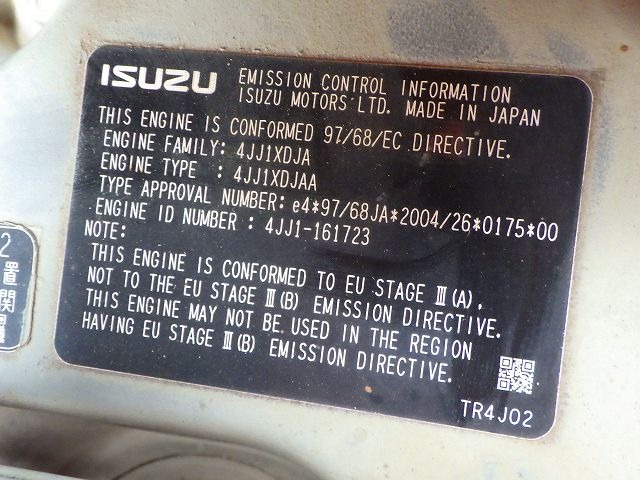 ISUZU EMISSION CONTROL INFORMATION
ISUZU MOTORS LTD. MADE IN JAPAN
THIS ENGINE IS CONFORMED 97/68/EC DIRECTIVE.
ENGINE FAMILY: 4JJ1XDJA
ENGINE TYPE : 4JJ1XDJAA
TYPE APPROVAL NUMBER: e4*97/68JA*2004/26*0175*00
ENGINE ID NUMBER : 4JJ1-161723
NOTE:
THIS ENGINE IS CONFORMED TO EU STAGE Ⅲ(A),
NOT TO THE EU STAGE Ⅲ(B) EMISSION DIRECTIVE.
THIS ENGINE MAY NOT BE USED IN THE REGION
HAVING EU STAGE Ⅲ(B) EMISSION DIRECTIVE.
TR4J02
2
置
関